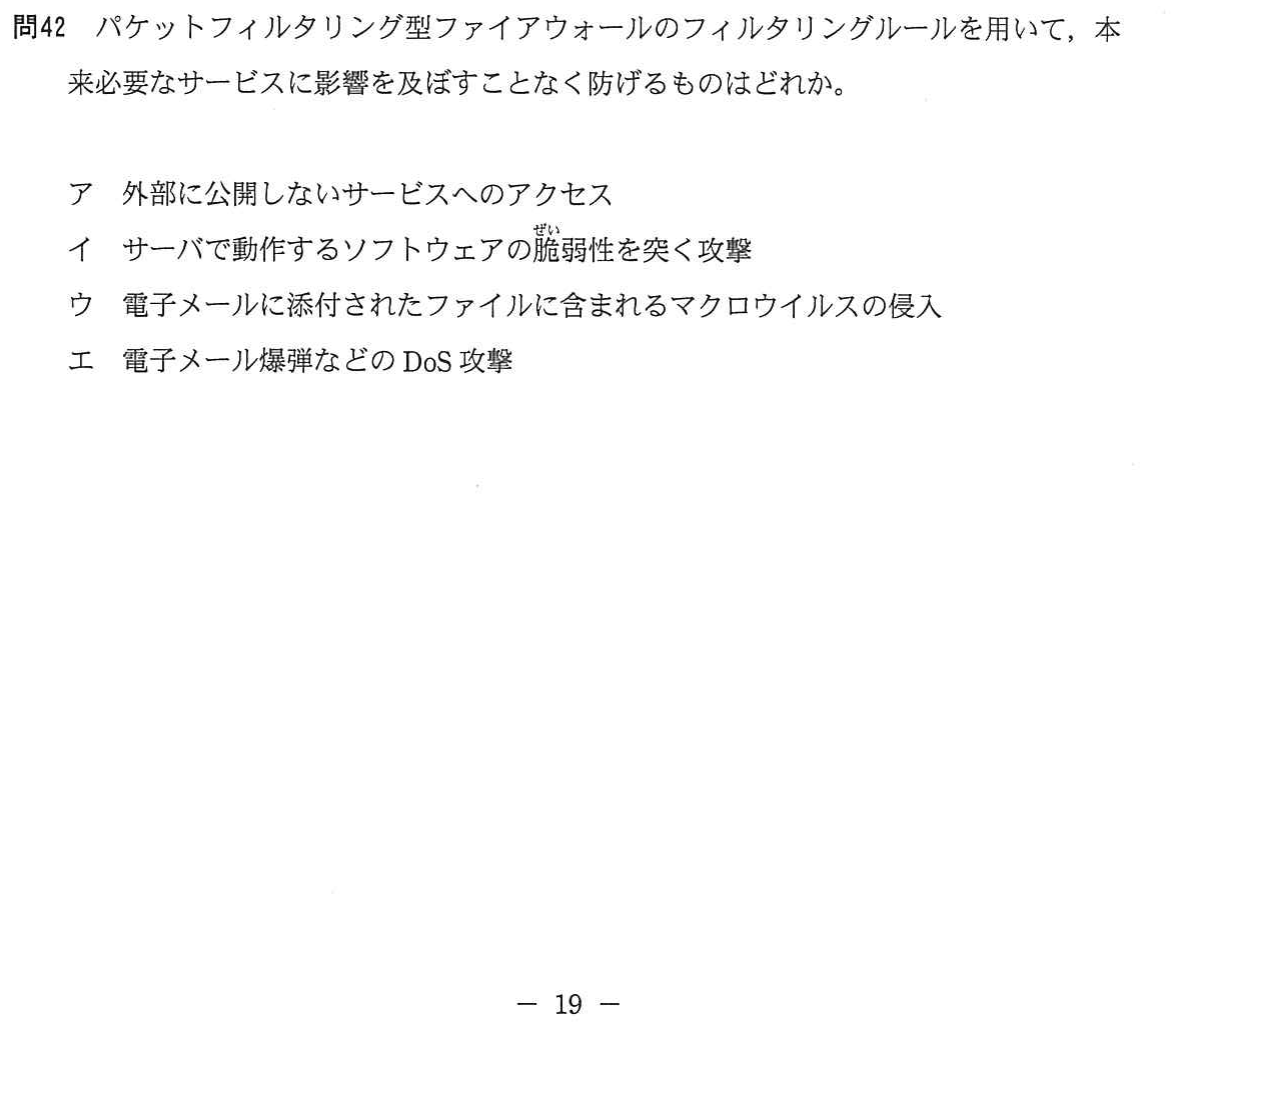 問42 パケットフィルタリング型ファイアウォールのフィルタリングルールを用いて，本
来必要なサービスに影響を及ぼすことなく防げるものはどれか。
ア 外部に公開しないサービスへのアクセス
イ サーバで動作するソフトウェアの脆弱性を突く攻撃
ぜい
ウ 電子メールに添付されたファイルに含まれるマクロウイルスの侵入
エ 電子メール爆弾などの DoS 攻撃
－ 19 －